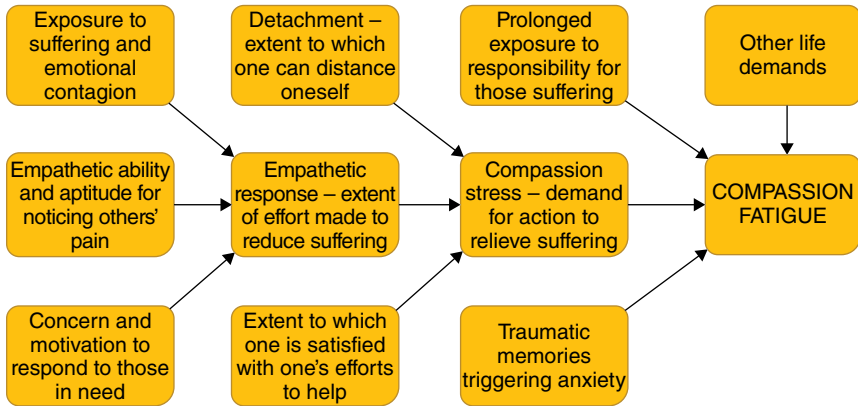 Exposure to
suffering and
emotional
contagion
Detachment –
extent to which
one can distance
oneself
Prolonged
exposure to
responsibility for
those suffering
Other life
demands
Empathetic ability
and aptitude for
noticing others’
pain
Empathetic
response – extent
of effort made to
reduce suffering
Compassion
stress – demand
for action to
relieve suffering
COMPASSION
FATIGUE
Concern and
motivation to
respond to those
in need
Extent to which
one is satisfied
with one’s efforts
to help
Traumatic
memories
triggering anxiety